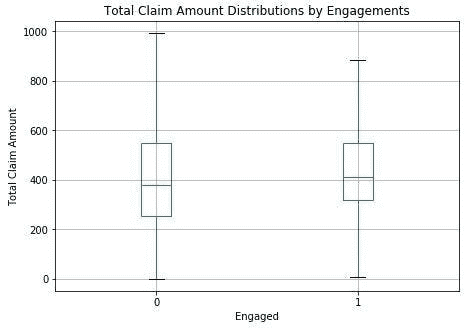 Total Claim Amount Distributions by Engagements
1000
800
600
400
200
0
Total Claim Amount
0 1
Engaged